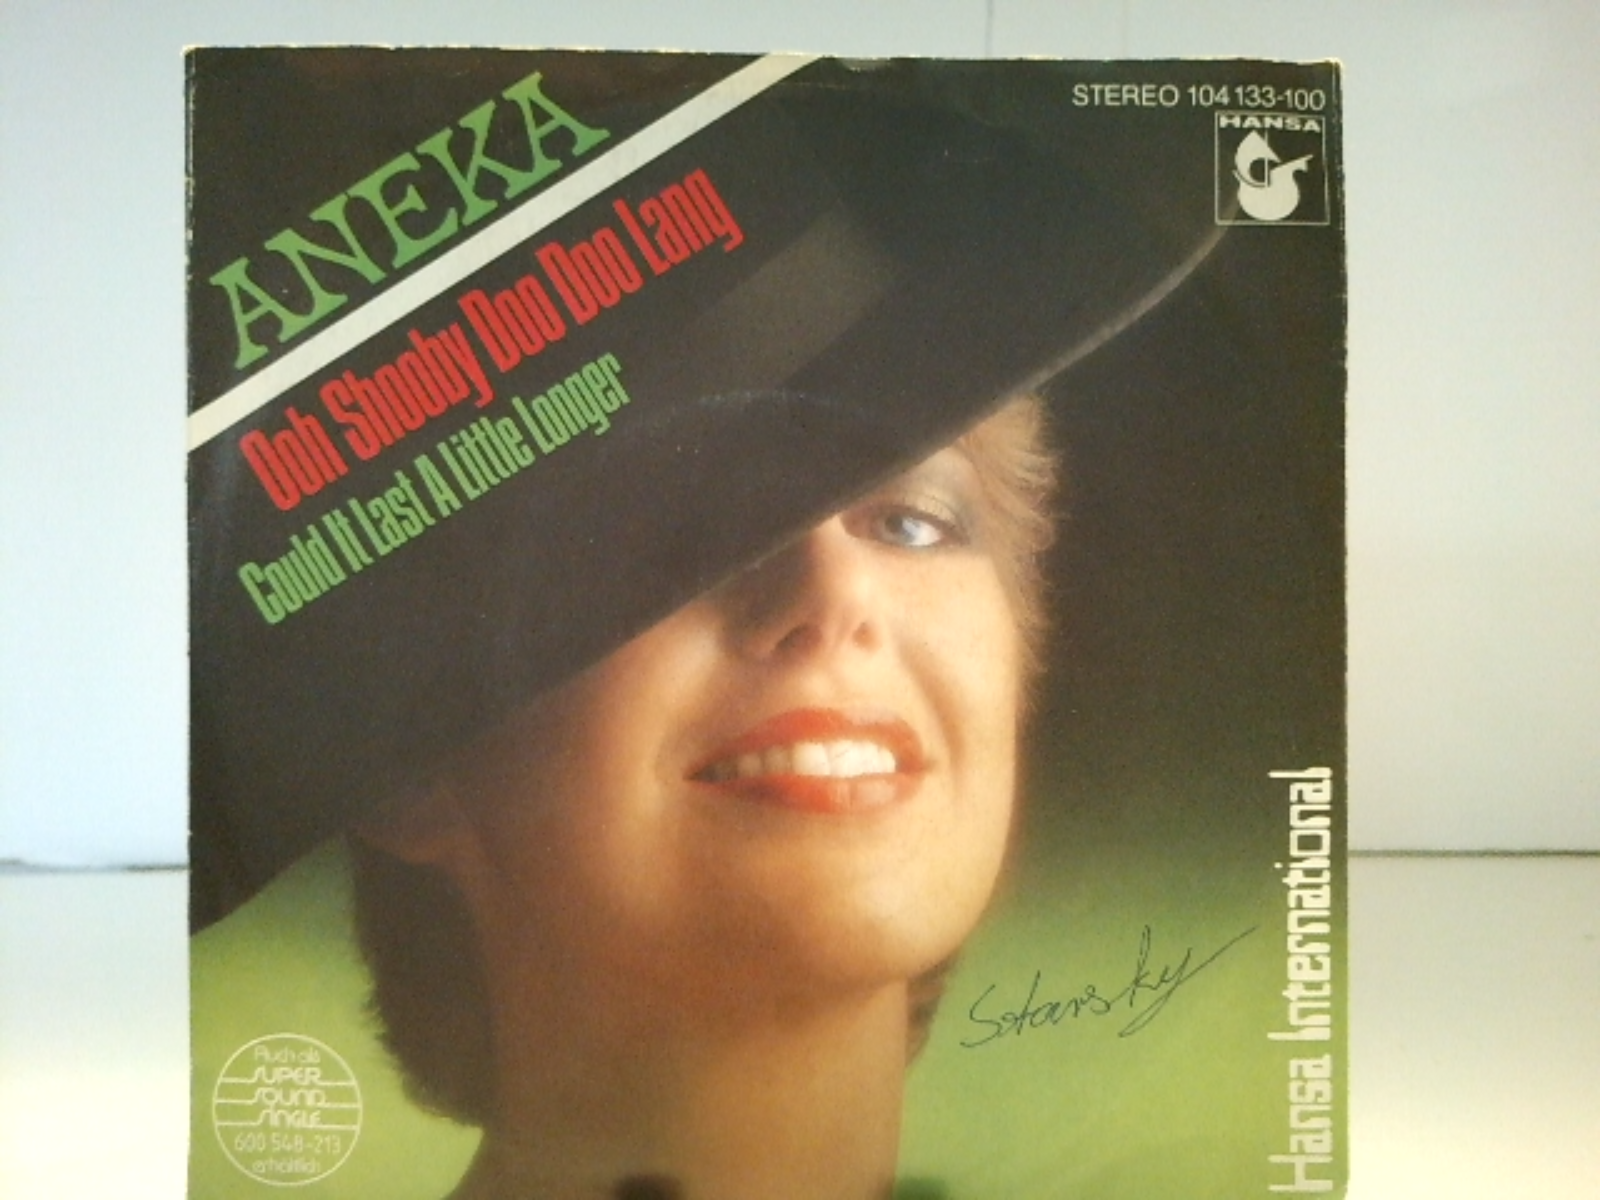 ANEKA
Ooh Shooby Doo Doo Lang
Could It Last A Little Longer
STEREO 104 133-100
HANSA
Starsky
Hansa International
Auch als
SUPER
SOUND
SINGLE
600 548-213
erhältlich